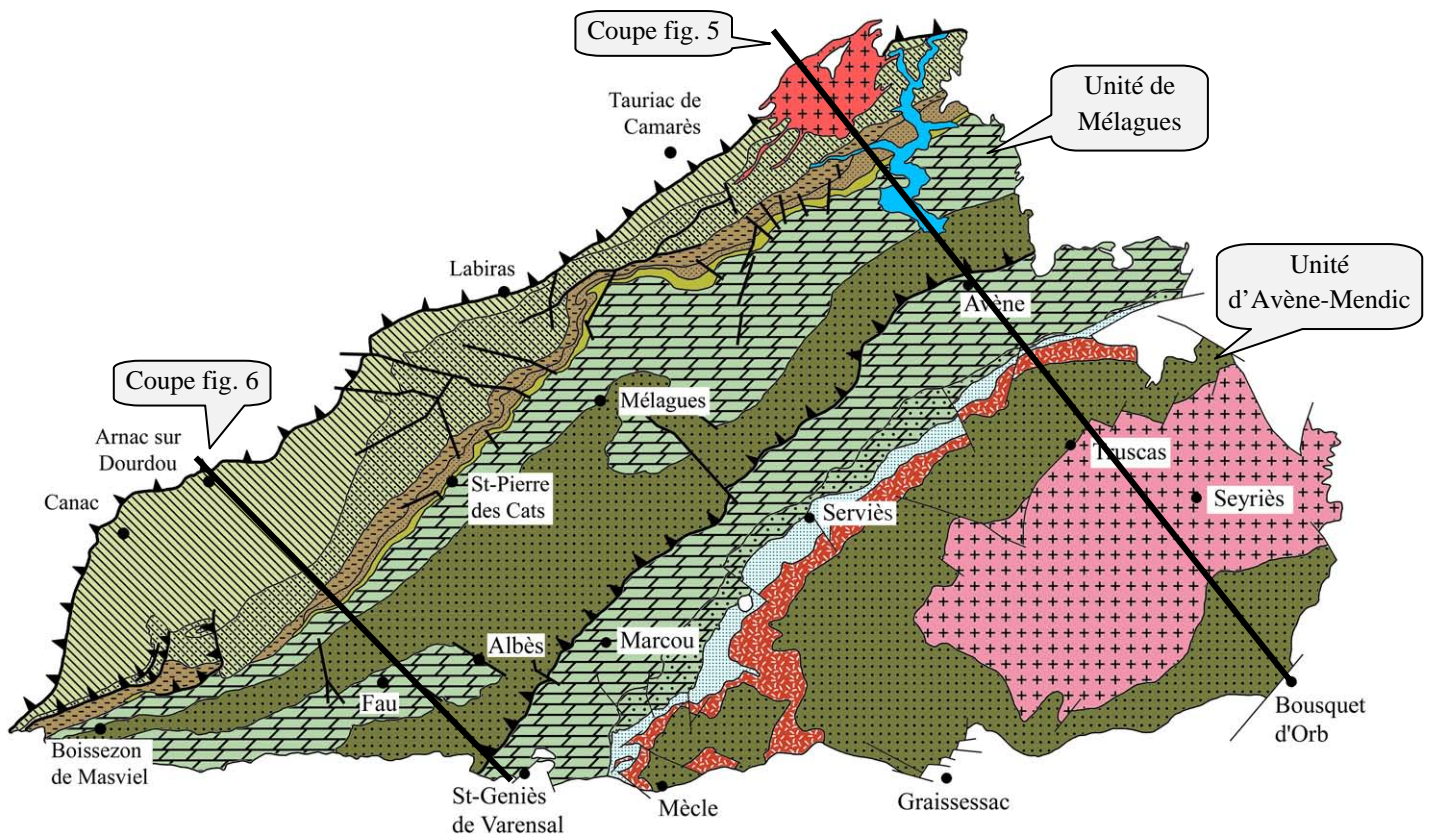 Coupe fig. 5
Unité de
Mélagues
Tauriac de
Camarès
Unité
d'Avène-Mendic
Labiras
Avène
Coupe fig. 6
Mélagues
Arnac sur
Dourdou
Truscas
St-Pierre
des Cats
Seyriès
Canac
Serviès
Albès
Marcou
Fau
Bousquet
d'Orb
Boissezon
de Masviel
St-Geniès
de Varensal
Mècle
Graissessac